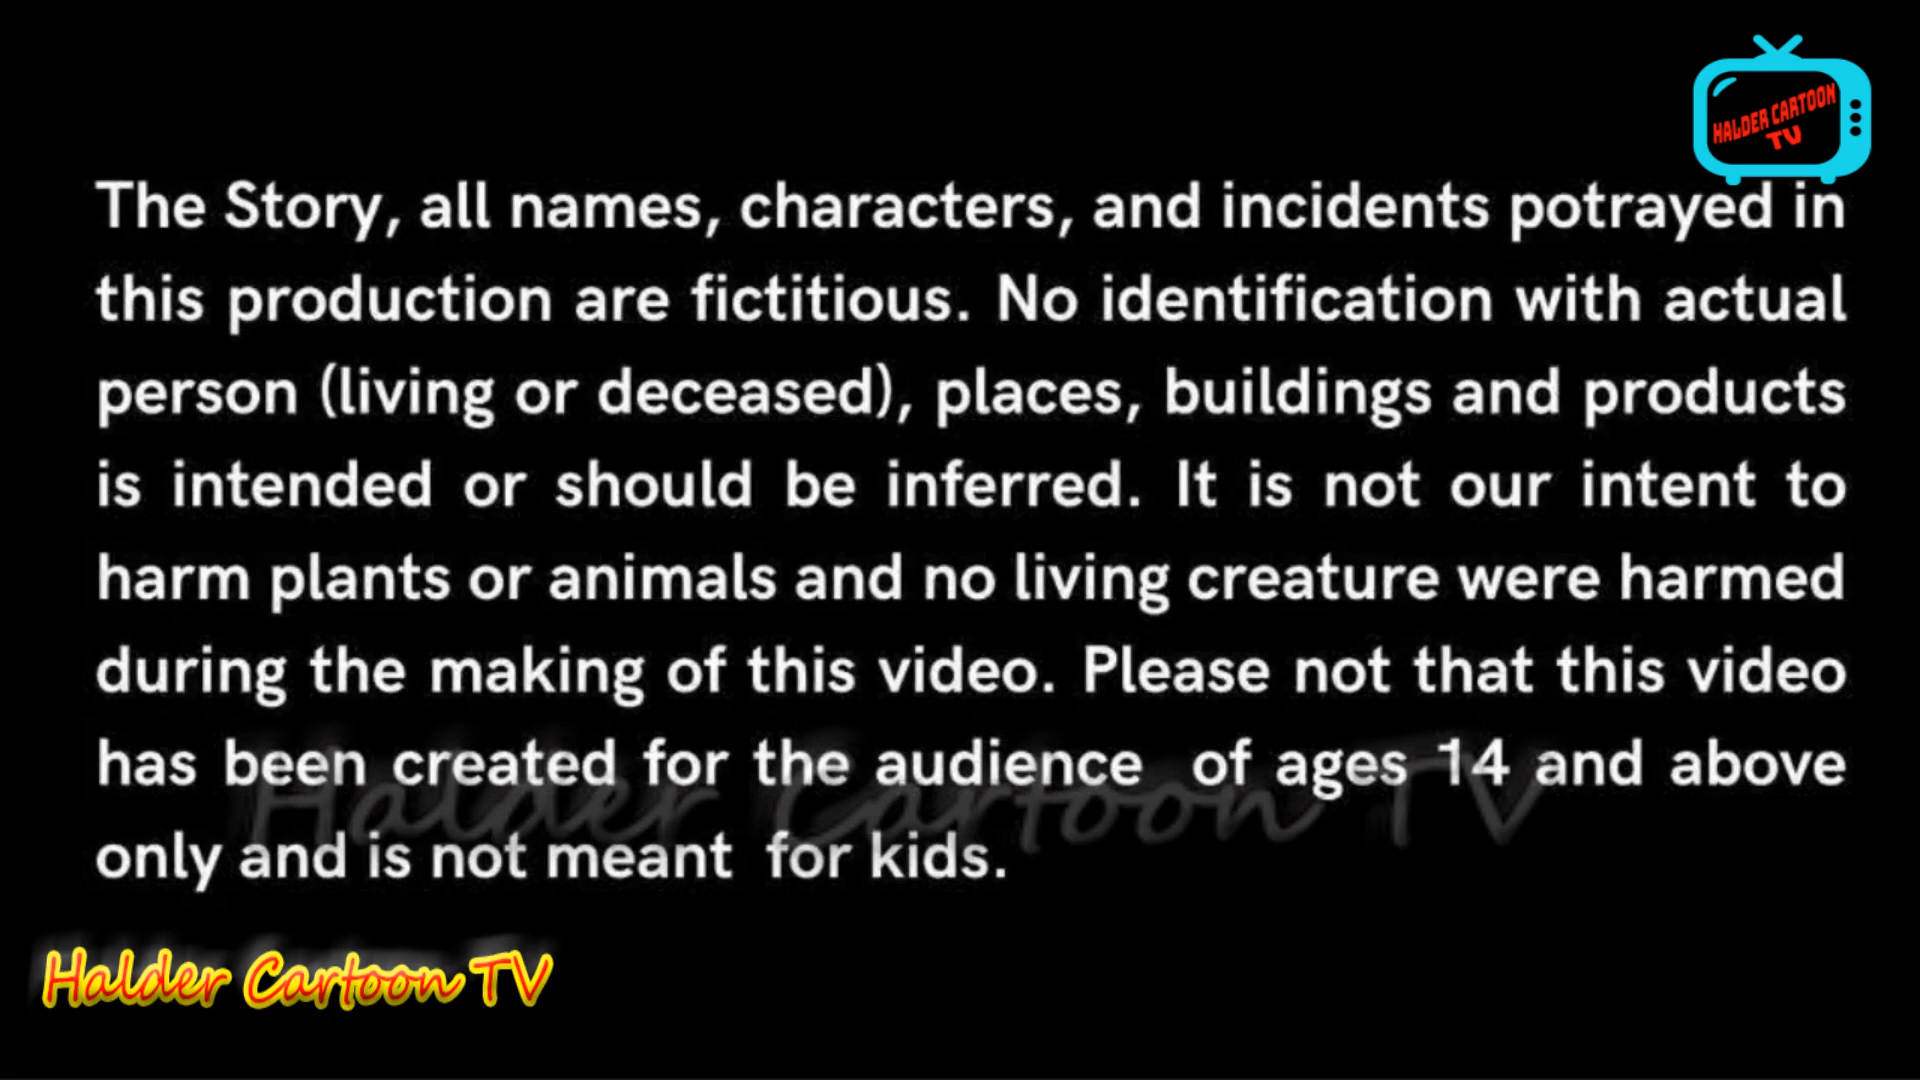 HALDER CARTOON
TV
The Story, all names, characters, and incidents potrayed in
this production are fictitious. No identification with actual
person (living or deceased), places, buildings and products
is intended or should be inferred. It is not our intent to
harm plants or animals and no living creature were harmed
during the making of this video. Please not that this video
has been created for the audience of ages 14 and above
Halder Cartoon TV
only and is not meant for kids.
Halder Cartoon TV